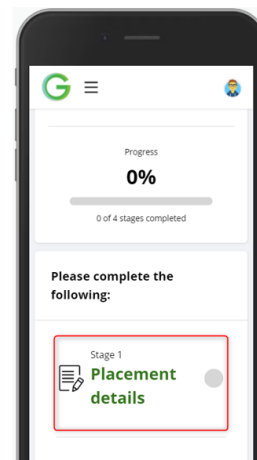 G
Progress
0%
0 of 4 stages completed
Please complete the
following:
Stage 1
Placement
details